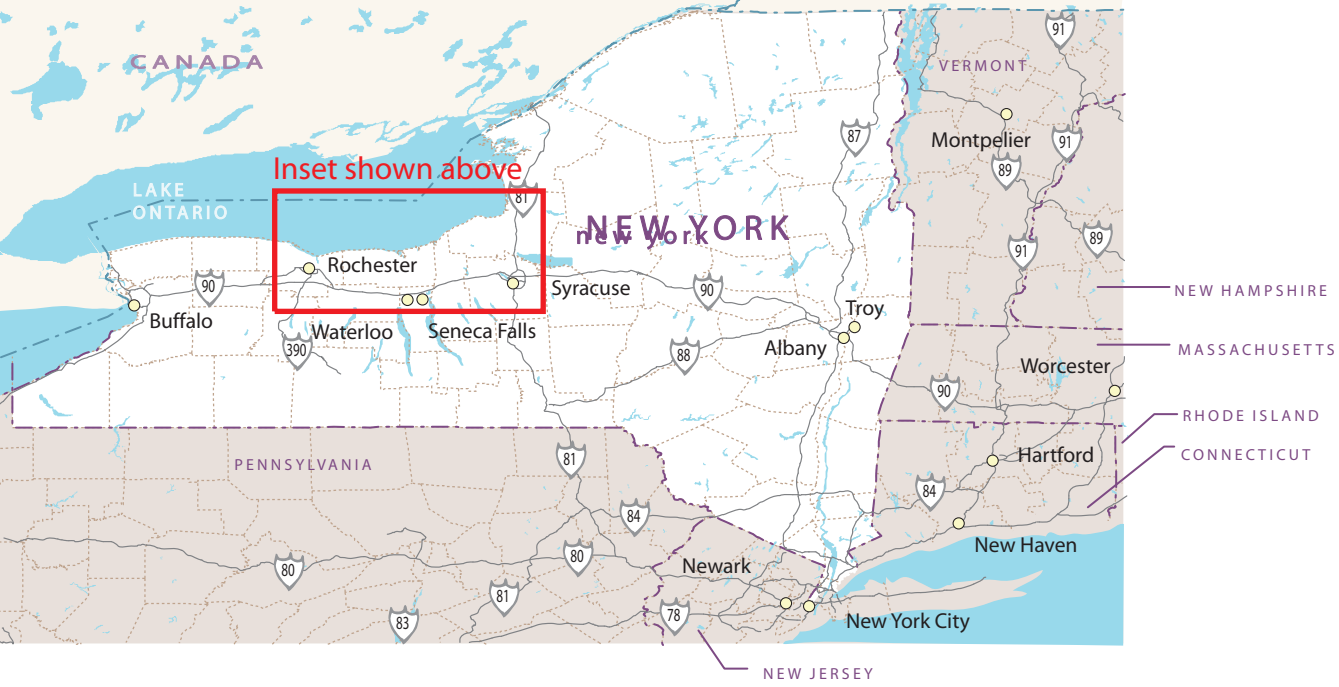 91
CANADA
VERMONT
Montpelier
87
91
89
Inset shown above
LAKE
ONTARIO
81
NEW YORK
new york
91
89
Rochester
90
Syracuse
90
NEW HAMPSHIRE
Buffalo
Waterloo
Seneca Falls
Troy
Albany
390
88
MASSACHUSETTS
Worcester
90
RHODE ISLAND
CONNECTICUT
PENNSYLVANIA
81
Hartford
84
84
New Haven
80
80
Newark
81
78
83
New York City
NEW JERSEY